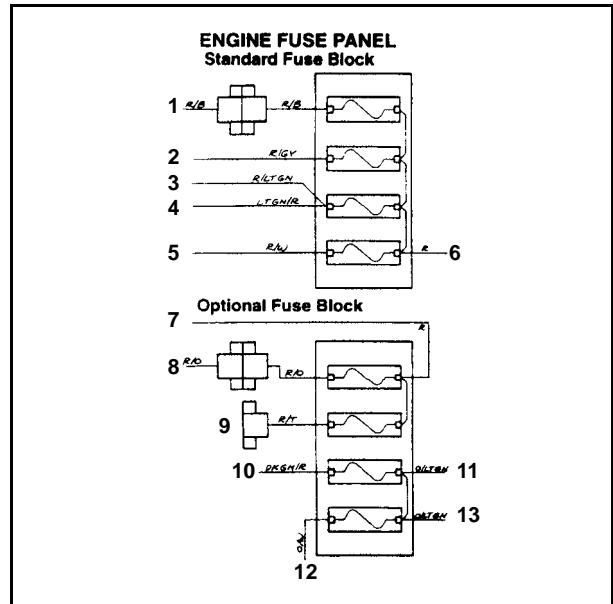 ENGINE FUSE PANEL
Standard Fuse Block
1 R/B R/B
2 R/GY
3 R/LTGN
4 LTGN/R
5 R/W R 6
Optional Fuse Block
7 R
8 R/O R/O
9 R/T
10 DKGN/R O/LTGN 11
O/LTGN 13
O/W
12